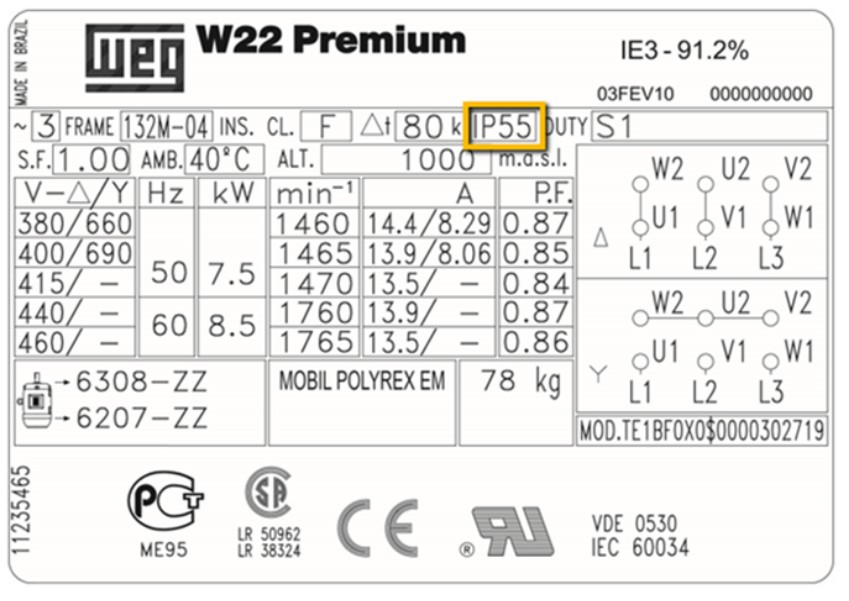 MADE IN BRAZIL
WEG W22 Premium
IE3 - 91.2%
03FEV10 0000000000
~ 3 FRAME 132M-04 INS. CL. F Δt 80 K IP55 DUTY S1
S.F. 1.00 AMB. 40°C ALT. 1000 m.a.s.l.
V-△/Y Hz kW min⁻¹ A P.F.
380/660 1460 14.4/8.29 0.87
400/690 1465 13.9/8.06 0.85
415/ - 50 7.5 1470 13.5/ - 0.84
440/ - 1760 13.9/ - 0.87
460/ - 60 8.5 1765 13.5/ - 0.86
W2 U2 V2
△ U1 V1 W1
L1 L2 L3
W2 U2 V2
Y U1 V1 W1
L1 L2 L3
→ 6308-ZZ
→ 6207-ZZ
MOBIL POLYREX EM
78 kg
MOD.TE1BF0X0$0000302719
11235465
PCT
ME95
SA
LR 50962
LR 38324
CE
® RU
VDE 0530
IEC 60034